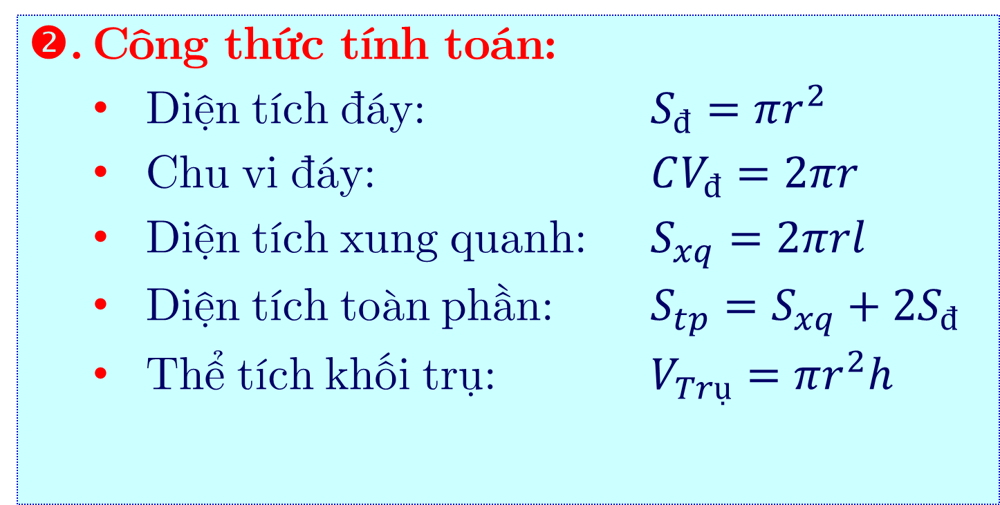 ❷. Công thức tính toán:
• Diện tích đáy: $S_{đ} = \pi r^2$
• Chu vi đáy: $CV_{đ} = 2\pi r$
• Diện tích xung quanh: $S_{xq} = 2\pi rl$
• Diện tích toàn phần: $S_{tp} = S_{xq} + 2S_{đ}$
• Thể tích khối trụ: $V_{Trụ} = \pi r^2 h$